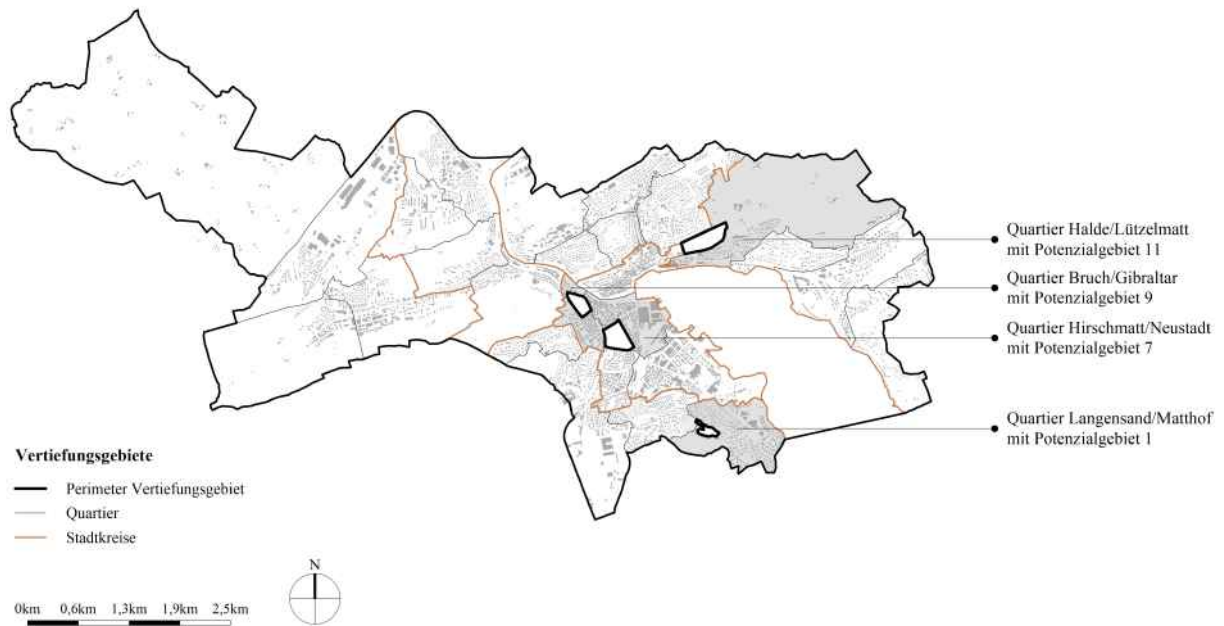 Quartier Halde/Lützelmatt
mit Potenzialgebiet 11
Quartier Bruch/Gibraltar
mit Potenzialgebiet 9
Quartier Hirschmatt/Neustadt
mit Potenzialgebiet 7
Quartier Langensand/Matthof
mit Potenzialgebiet 1
Vertiefungsgebiete
Perimeter Vertiefungsgebiet
Quartier
Stadtkreise
N
0km 0,6km 1,3km 1,9km 2,5km